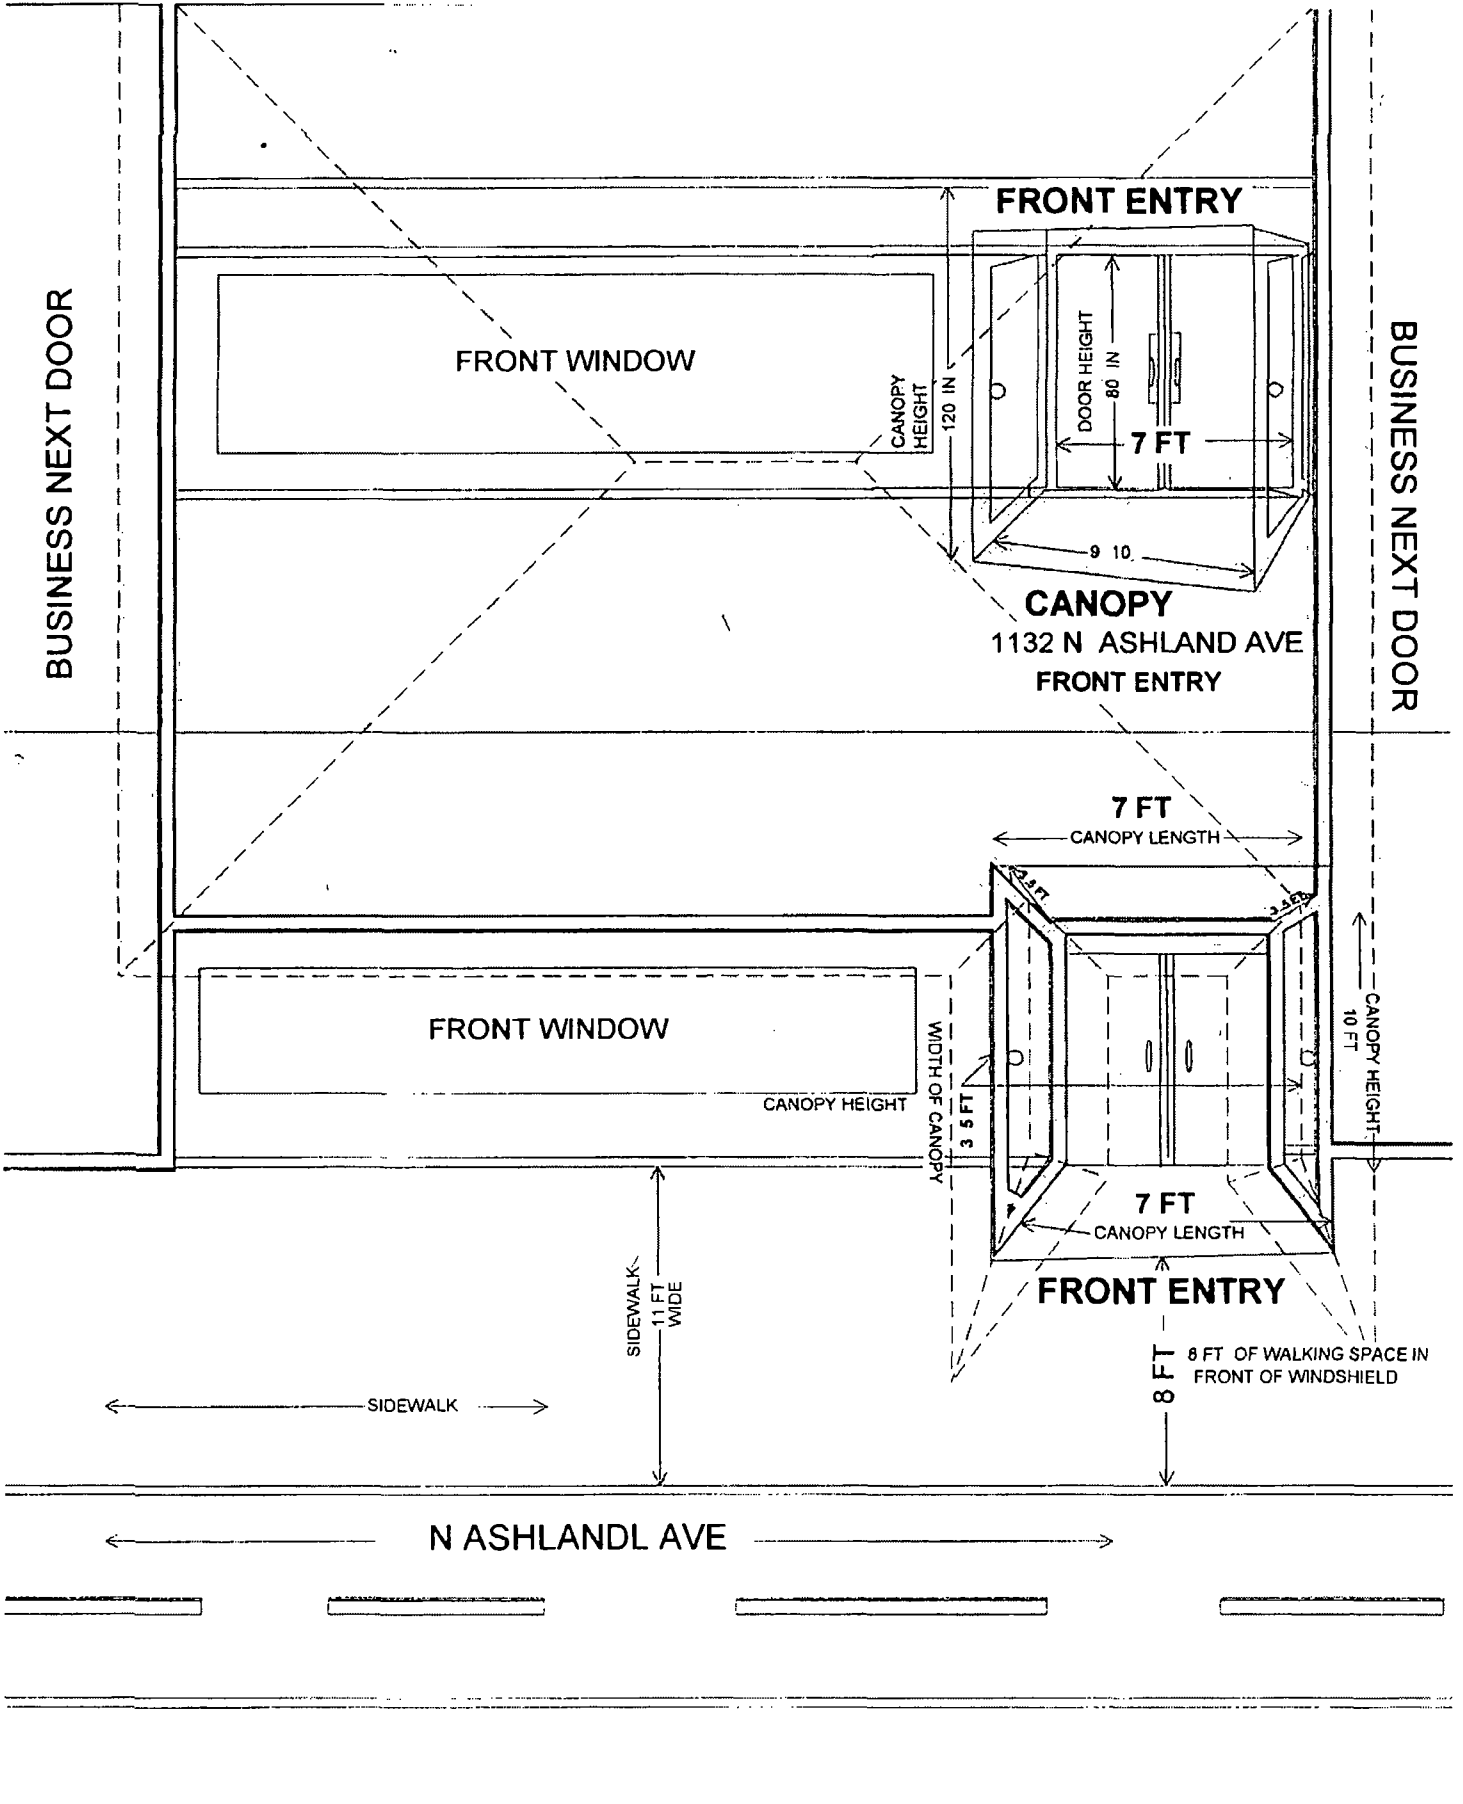 FRONT ENTRY
BUSINESS NEXT DOOR
FRONT WINDOW
CANOPY
HEIGHT
120 IN
DOOR HEIGHT
80 IN
7 FT
BUSINESS NEXT DOOR
9 10
CANOPY
1132 N ASHLAND AVE
FRONT ENTRY
7 FT
CANOPY LENGTH
3.5 FT
FRONT WINDOW
CANOPY HEIGHT
WIDTH OF CANOPY
3 5 FT
CANOPY HEIGHT
10 FT
7 FT
CANOPY LENGTH
FRONT ENTRY
SIDEWALK
11 FT
WIDE
8 FT
8 FT OF WALKING SPACE IN
FRONT OF WINDSHIELD
SIDEWALK
N ASHLANDL AVE